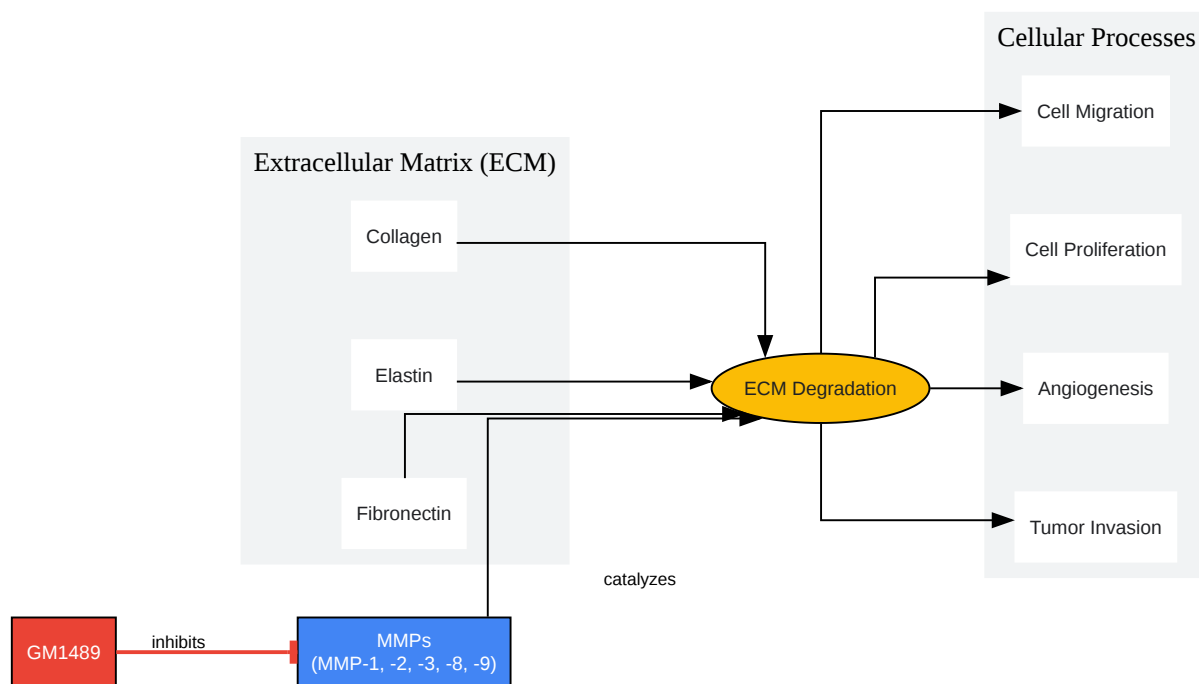 Cellular Processes
Cell Migration
Extracellular Matrix (ECM)
Collagen
Cell Proliferation
Elastin
ECM Degradation
Angiogenesis
Fibronectin
Tumor Invasion
catalyzes
GM1489
inhibits
MMPs
(MMP-1, -2, -3, -8, -9)